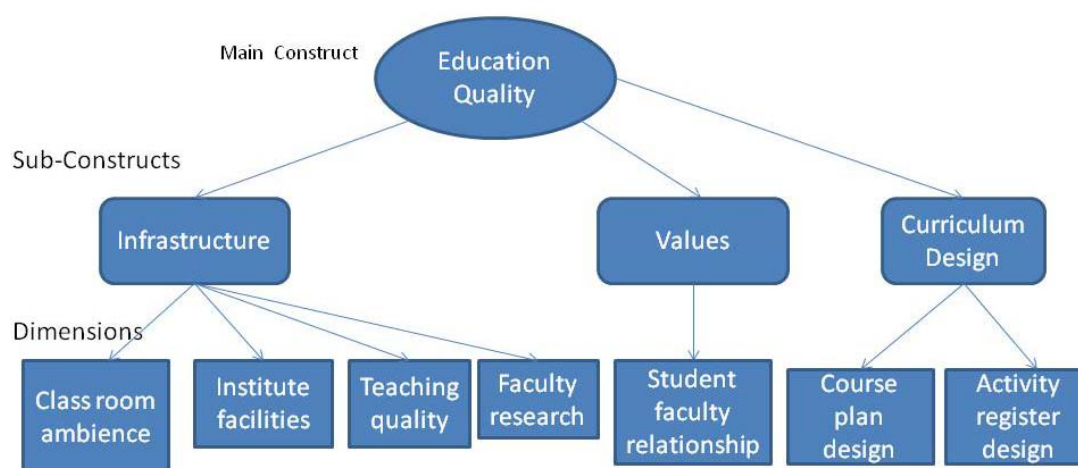 Main Construct
Education
Quality
Sub-Constructs
Infrastructure
Values
Curriculum
Design
Dimensions
Class room
ambience
Institute
facilities
Teaching
quality
Faculty
research
Student
faculty
relationship
Course
plan
design
Activity
register
design